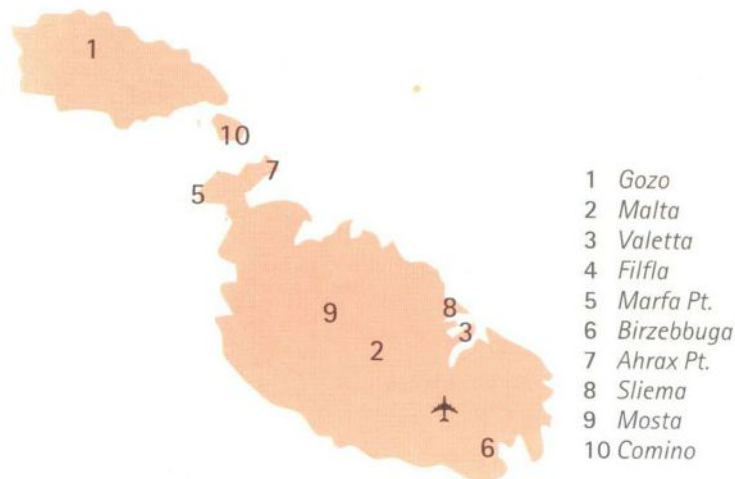 1
10
7
5
9
8
3
2
6
1 Gozo
2 Malta
3 Valetta
4 Filfla
5 Marfa Pt.
6 Birzebbuga
7 Ahrax Pt.
8 Sliema
9 Mosta
10 Comino